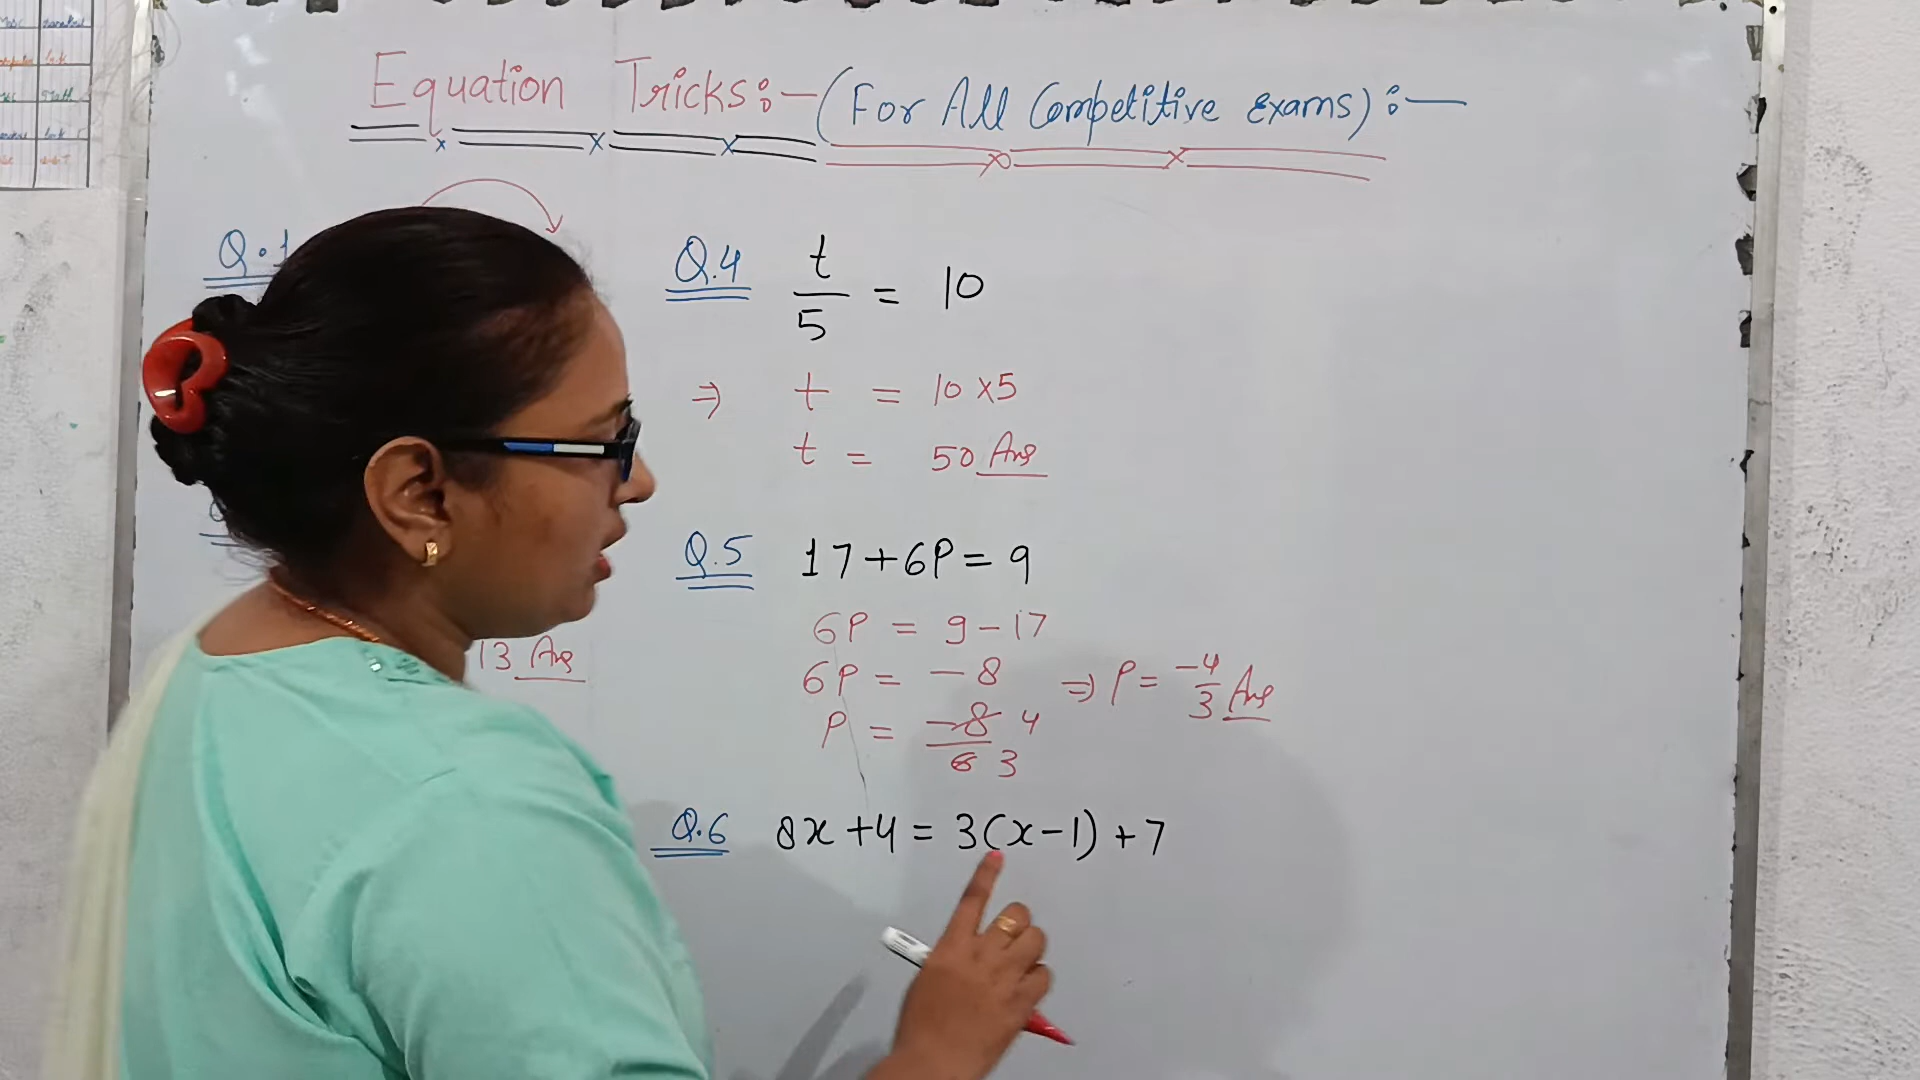 Equation Tricks:-(For All Competitive Exams):-
Q.1
13 Ans
Q.4 t/5 = 10
⇒ t = 10 x 5
t = 50 Ans
Q.5 17+6P= 9
6P = 9-17
6P = -8 ⇒ P= -4/3 Ans
P = -8/6 4 3
Q.6 8x+4= 3(x-1)+7